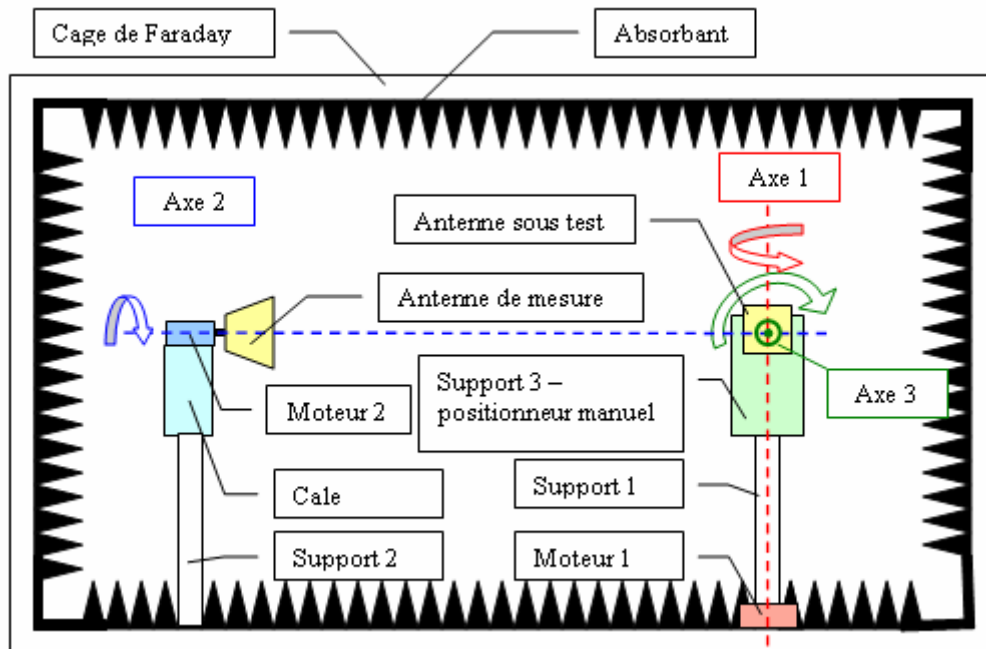 Cage de Faraday
Absorbant
Axe 1
Axe 2
Antenne sous test
Antenne de mesure
Support 3 –
positionneur manuel
Axe 3
Moteur 2
Cale
Support 1
Support 2
Moteur 1